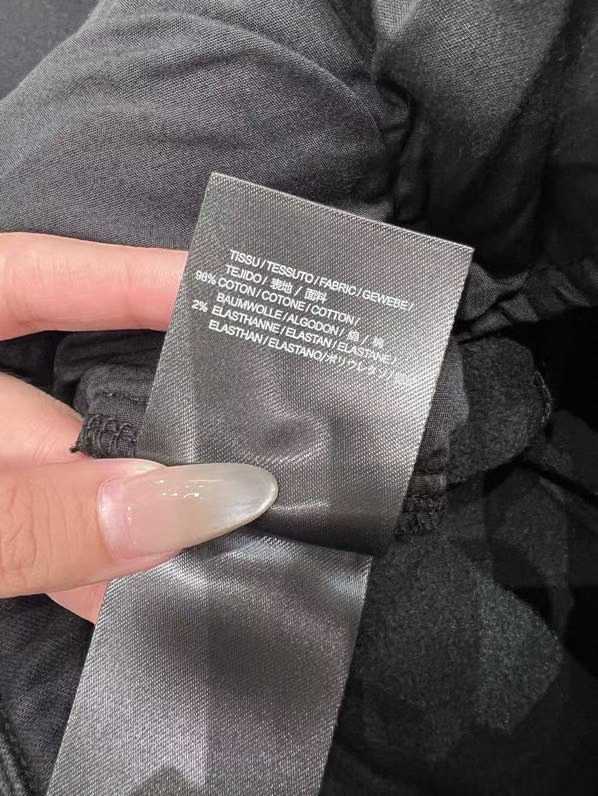 TISSU / TESSUTO / FABRIC / GEWEBE /
TEJIDO / 表地 / 面料
98% COTON / COTONE / COTTON /
BAUMWOLLE / ALGODON / 綿 / 棉
2% ELASTHANNE / ELASTAN / ELASTANE /
ELASTHAN / ELASTANO/ポリウレタン /